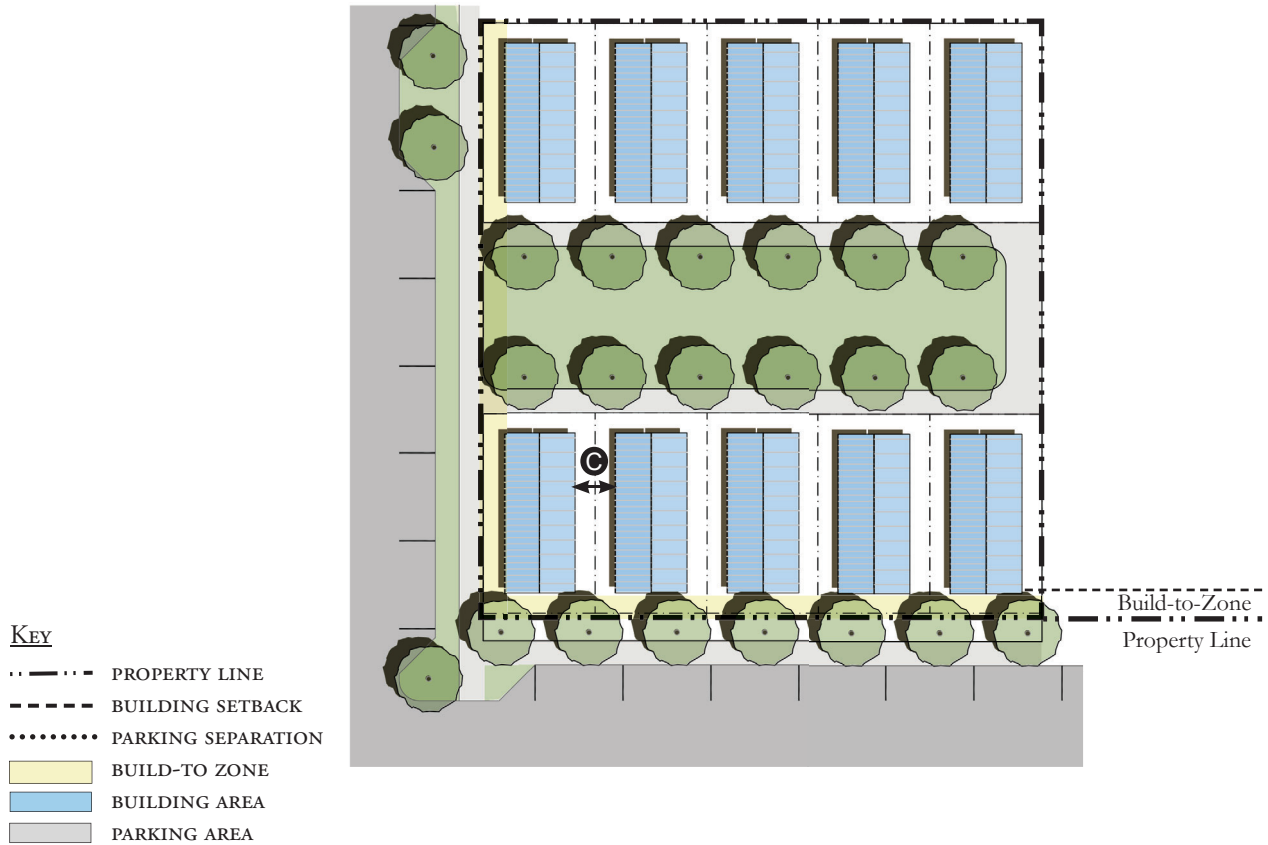 C
Build-to-Zone
Property Line
KEY
PROPERTY LINE
BUILDING SETBACK
PARKING SEPARATION
BUILD-TO ZONE
BUILDING AREA
PARKING AREA